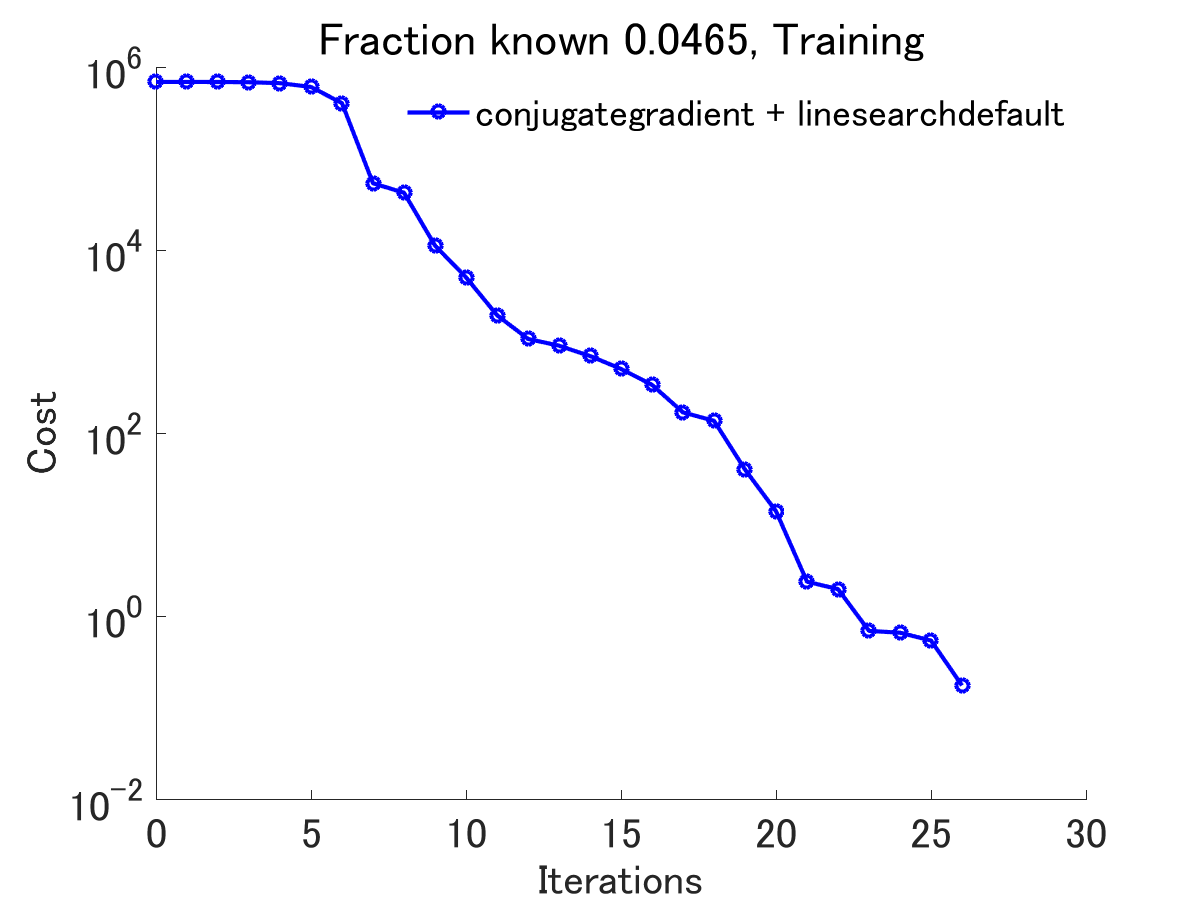 Fraction known 0.0465, Training
conjugategradient + linesearchdefault
10^6
10^4
10^2
10^0
10^-2
Cost
0 5 10 15 20 25 30
Iterations